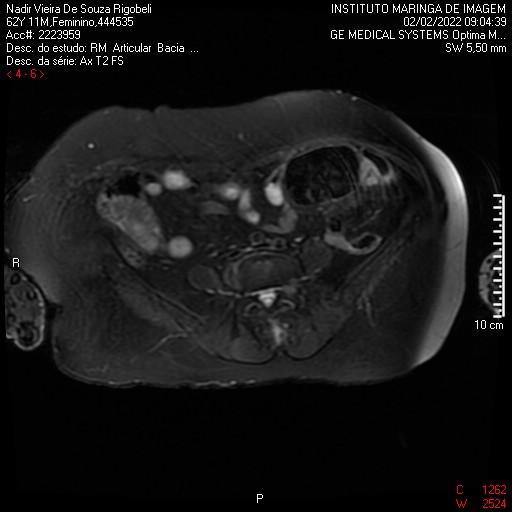 Nadir Vieira De Souza Rigobeli
62Y 11M,Feminino,444535
Acc#: 2223959
Desc. do estudo: RM Articular Bacia ...
Desc. da série: Ax T2 FS
< 4 - 6 >
INSTITUTO MARINGA DE IMAGEM
02/02/2022 09:04:39
GE MEDICAL SYSTEMS Optima M...
SW 5,50 mm
R
10 cm
P
C 1262
W 2524